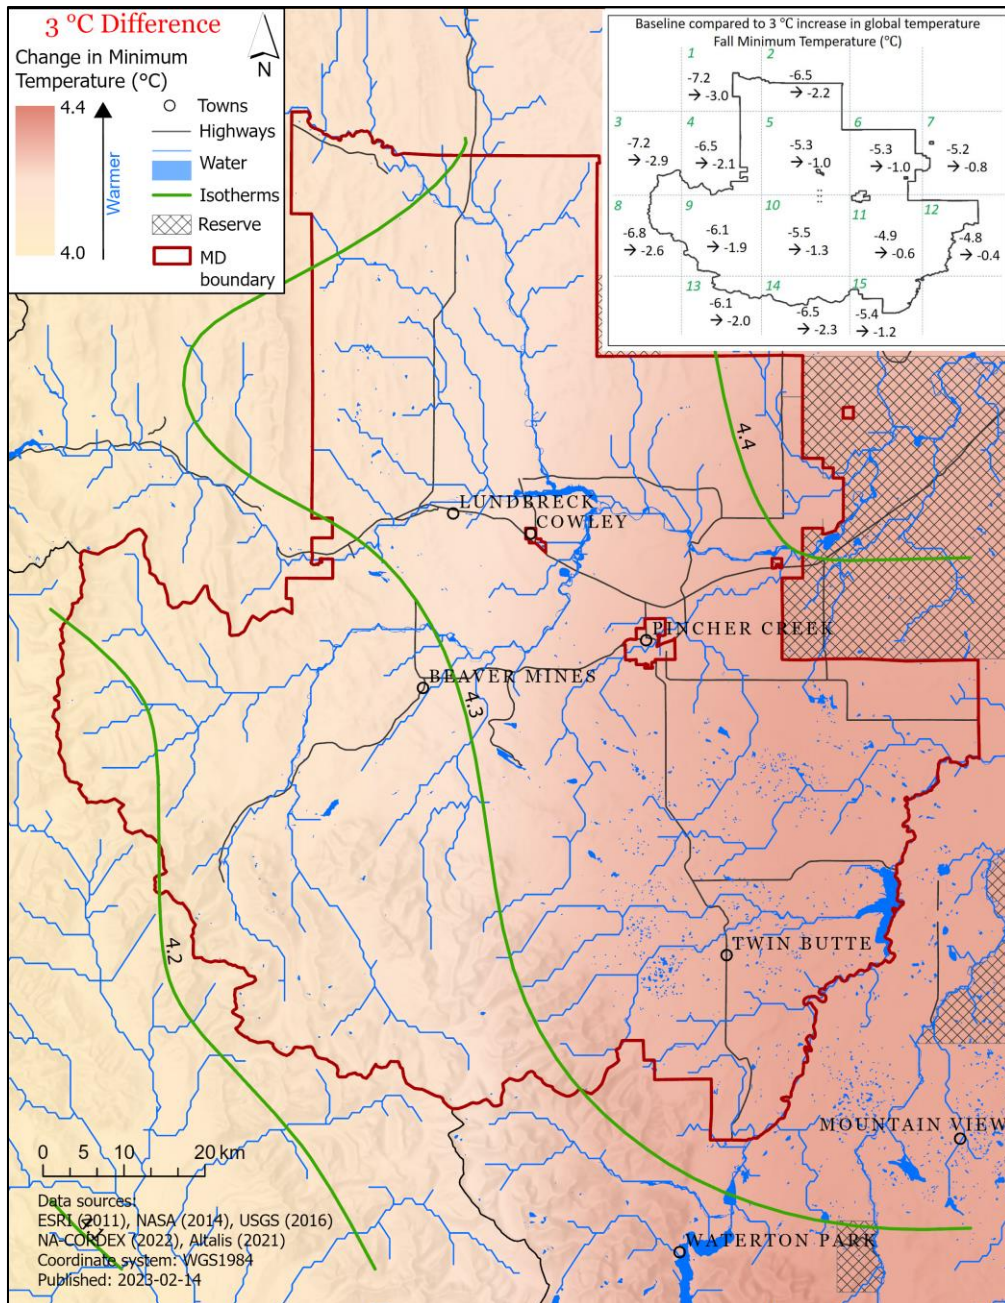 3 °C Difference
Change in Minimum
Temperature (°C)
4.4
Warmer
4.0
N
Towns
Highways
Water
Isotherms
Reserve
MD
boundary
Baseline compared to 3 °C increase in global temperature
Fall Minimum Temperature (°C)
1
-7.2
→ -3.0
2
-6.5
→ -2.2
3
-7.2
→ -2.9
4
-6.5
→ -2.1
5
-5.3
→ -1.0
6
-5.3
→ -1.0
7
-5.2
→ -0.8
8
-6.8
→ -2.6
9
-6.1
→ -1.9
10
-5.5
→ -1.3
11
-4.9
→ -0.6
12
-4.8
→ -0.4
13
-6.1
→ -2.0
14
-6.5
→ -2.3
15
-5.4
→ -1.2
4.4
LUNDBRECK
COWLEY
PINCHER CREEK
BEAVER MINES
4.3
TWIN BUTTE
4.2
MOUNTAIN VIEW
WATERTON PARK
0 5 10 20 km
Data sources:
ESRI (2011), NASA (2014), USGS (2016)
NA-CORDEX (2022), Altalis (2021)
Coordinate system: WGS1984
Published: 2023-02-14